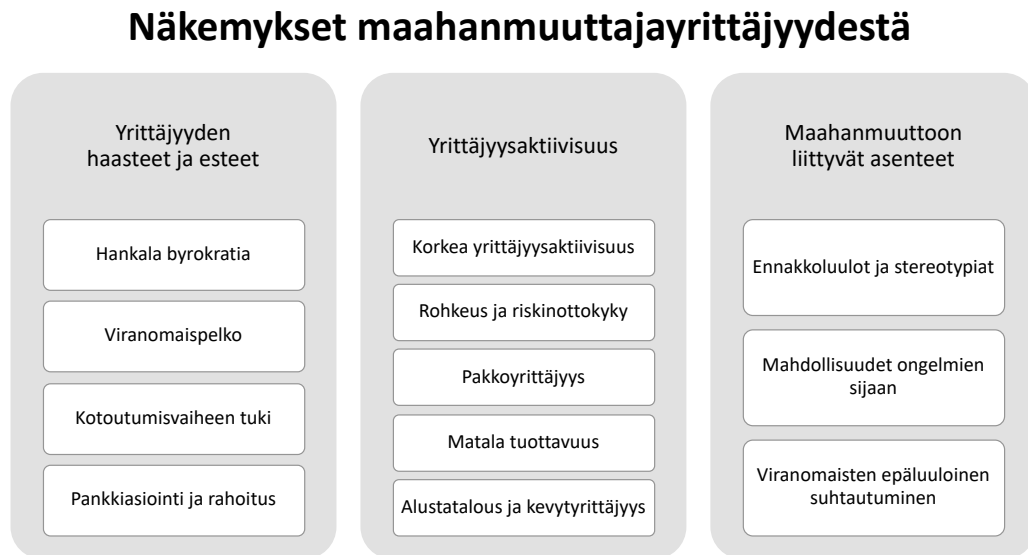 Näkemykset maahanmuuttajayrittäjyydestä
Yrittäjyyden
haasteet ja esteet
Hankala byrokratia
Viranomaispelko
Kotoutumisvaiheen tuki
Pankkiasiointi ja rahoitus
Yrittäjyysaktiivisuus
Korkea yrittäjyysaktiivisuus
Rohkeus ja riskinottokyky
Pakkoyrittäjyys
Matala tuottavuus
Alustatalous ja kevytyrittäjyys
Maahanmuuttoon
liittyvät asenteet
Ennakkoluulot ja stereotypiat
Mahdollisuudet ongelmien
sijaan
Viranomaisten epäluuloinen
suhtautuminen